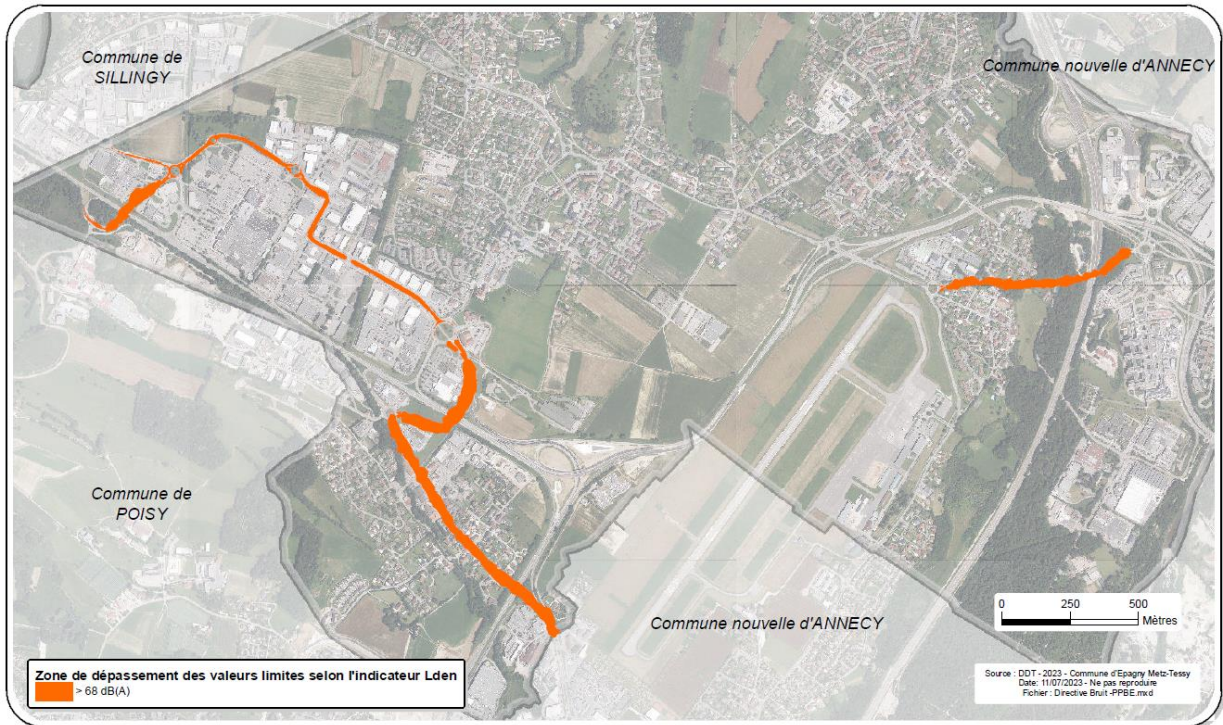 Commune de
SILLINGY
Commune nouvelle d'ANNECY
Commune de
POISY
Commune nouvelle d'ANNECY
0 250 500
Mètres
Zone de dépassement des valeurs limites selon l'indicateur Lden
> 68 dB(A)
Source : DDT - 2023 - Commune d'Epagny Metz-Tessy
Date: 11/07/2023 - Ne pas reproduire
Fichier : Directive Bruit -PPBE.mxd